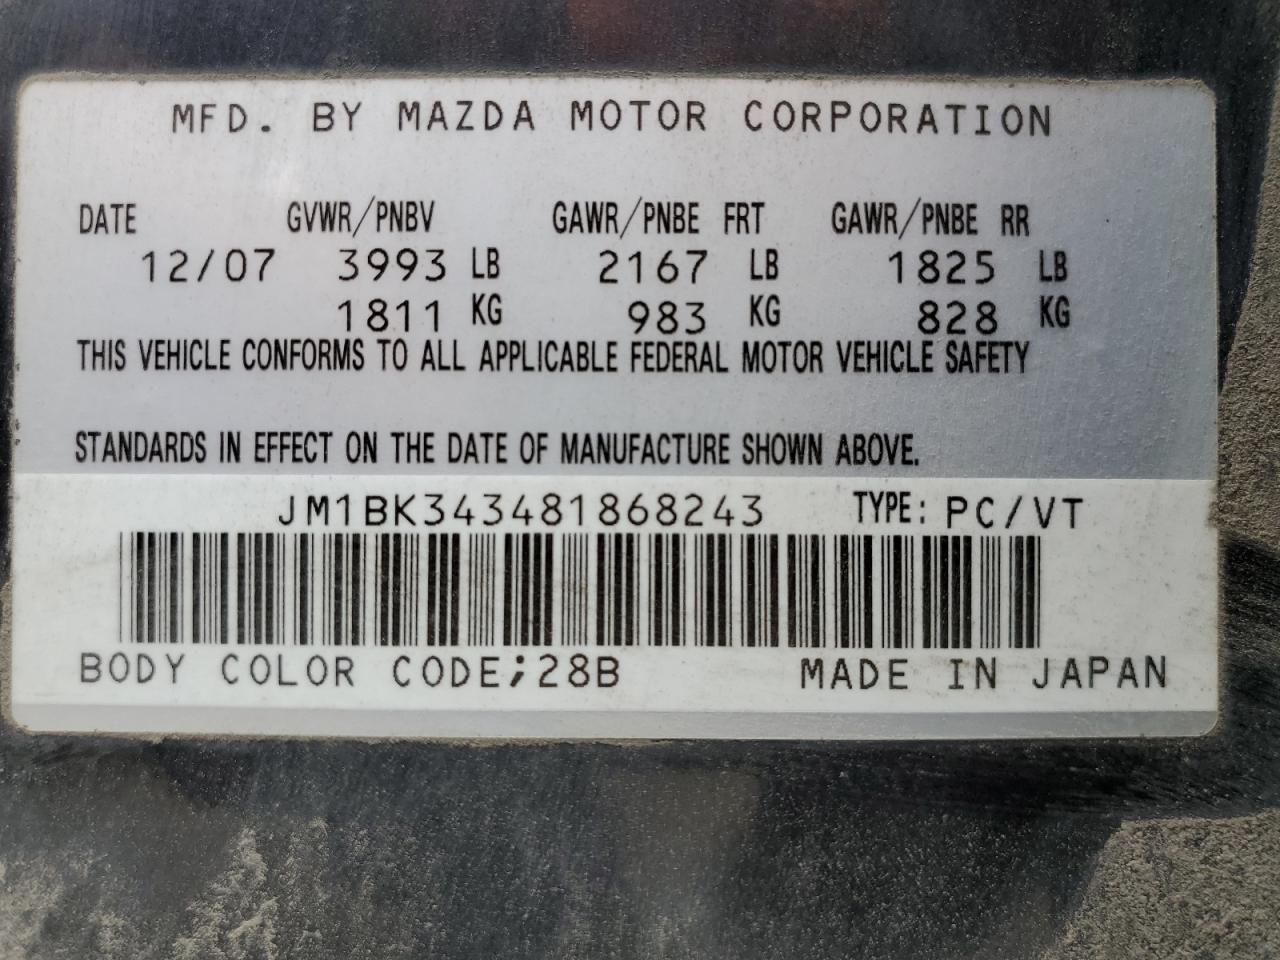 MFD. BY MAZDA MOTOR CORPORATION
DATE GVWR/PNBV GAWR/PNBE FRT GAWR/PNBE RR
12/07 3993 LB 2167 LB 1825 LB
1811 KG 983 KG 828 KG
THIS VEHICLE CONFORMS TO ALL APPLICABLE FEDERAL MOTOR VEHICLE SAFETY
STANDARDS IN EFFECT ON THE DATE OF MANUFACTURE SHOWN ABOVE.
JM1BK343481868243 TYPE: PC/VT
BODY COLOR CODE;28B MADE IN JAPAN